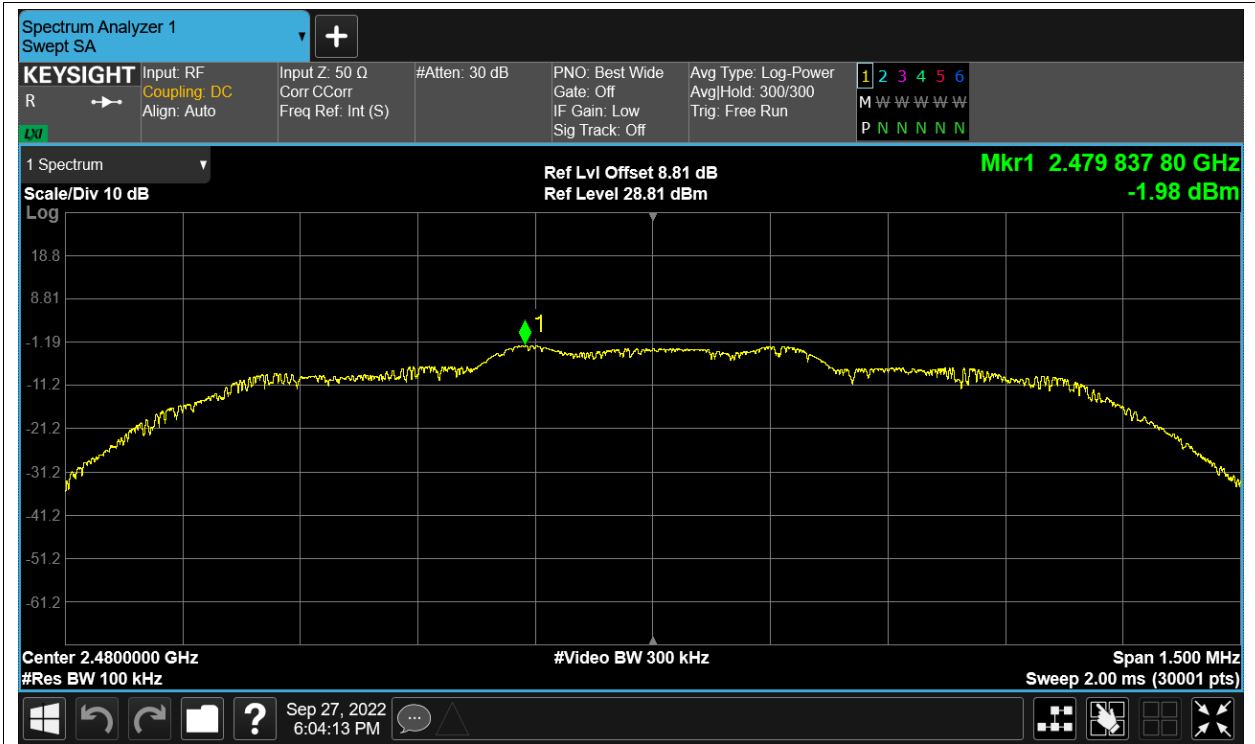 Spectrum Analyzer 1
Swept SA
KEYSIGHT
R
LXI
Input: RF
Coupling: DC
Align: Auto
Input Z: 50 Ω
Corr CCorr
Freq Ref: Int (S)
#Atten: 30 dB
PNO: Best Wide
Gate: Off
IF Gain: Low
Sig Track: Off
Avg Type: Log-Power
Avg|Hold: 300/300
Trig: Free Run
1 2 3 4 5 6
M W W W W W
P N N N N N
1 Spectrum
Scale/Div 10 dB
Log
Ref Lvl Offset 8.81 dB
Ref Level 28.81 dBm
Mkr1 2.479 837 80 GHz
-1.98 dBm
18.8
8.81
-1.19
-11.2
-21.2
-31.2
-41.2
-51.2
-61.2
1
Center 2.4800000 GHz
#Res BW 100 kHz
#Video BW 300 kHz
Span 1.500 MHz
Sweep 2.00 ms (30001 pts)
?
Sep 27, 2022
6:04:13 PM